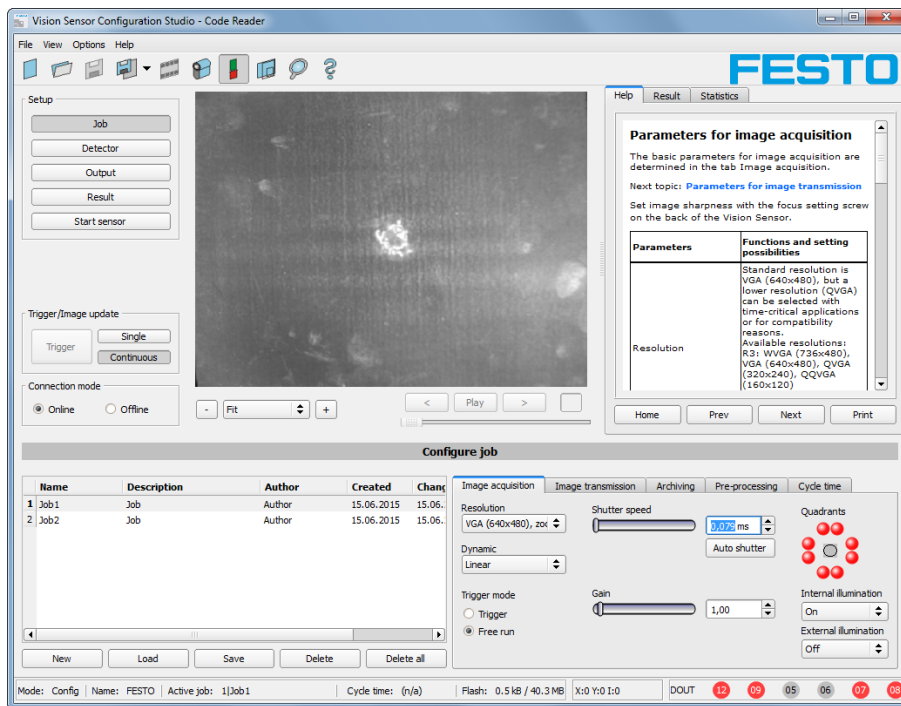 Vision Sensor Configuration Studio - Code Reader
File View Options Help
FESTO
Setup
Job
Detector
Output
Result
Start sensor
Trigger/Image update
Trigger
Single
Continuous
Connection mode
Online Offline
- Fit +
< Play >
Help Result Statistics
Parameters for image acquisition
The basic parameters for image acquisition are
determined in the tab Image acquisition.
Next topic: Parameters for image transmission
Set image sharpness with the focus setting screw
on the back of the Vision Sensor.
Parameters
Functions and setting
possibilities
Resolution
Standard resolution is
VGA (640x480), but a
lower resolution (QVGA)
can be selected with
time-critical applications
or for compatibility
reasons.
Available resolutions:
R3: WVGA (736x480),
VGA (640x480), QVGA
(320x240), QQVGA
(160x120)
Home Prev Next Print
Configure job
Name Description Author Created Chang
1 Job1 Job Author 15.06.2015 15.06.
2 Job2 Job Author 15.06.2015 15.06.
New Load Save Delete Delete all
Image acquisition Image transmission Archiving Pre-processing Cycle time
Resolution
VGA (640x480), zoo
Dynamic
Linear
Trigger mode
Trigger
Free run
Shutter speed
0,079 ms
Auto shutter
Gain
1,00
Quadrants
Internal illumination
On
External illumination
Off
Mode: Config Name: FESTO Active job: 1|Job1 Cycle time: (n/a) Flash: 0.5 kB / 40.3 MB X:0 Y:0 I:0 DOUT 12 09 05 06 07 08